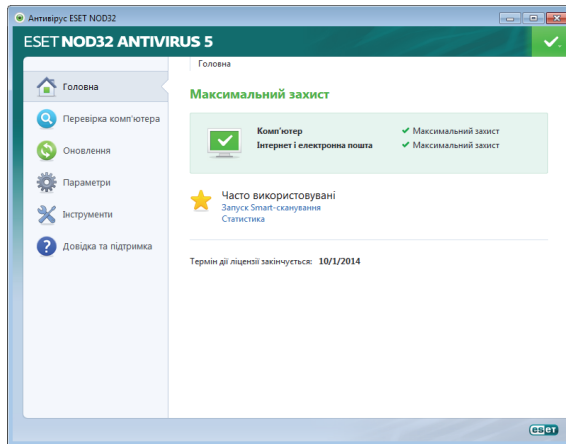 Антивірус ESET NOD32
ESET NOD32 ANTIVIRUS 5
Головна
Перевірка комп'ютера
Оновлення
Параметри
Інструменти
Довідка та підтримка
Головна
Максимальний захист
Комп'ютер Максимальний захист
Інтернет і електронна пошта Максимальний захист
Часто використовувані
Запуск Smart-сканування
Статистика
Термін дії ліцензії закінчується: 10/1/2014
eset